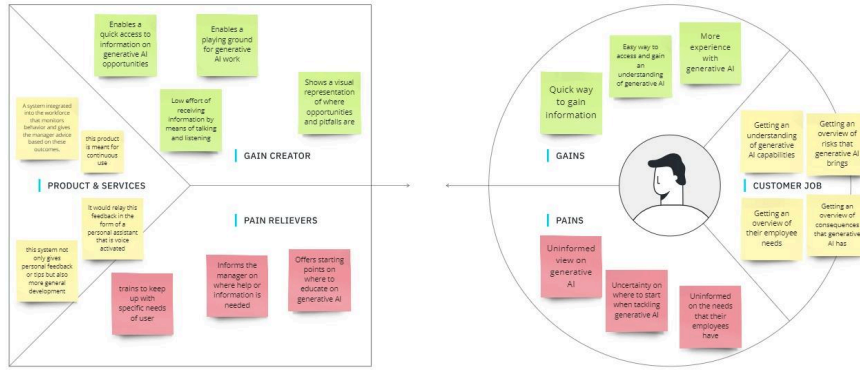 Enables a
quick access to
information on
generative AI
opportunities
Enables a
playing ground
for generative
AI work
Shows a visual
representation
of where
opportunities
and pitfalls are
Low effort of
receiving
information by
means of talking
and listening
A system integrated
into the workforce
that monitors
behavior and gives
the manager advice
based on these
outcomes.
this product
is meant for
continuous
use
GAIN CREATOR
PRODUCT & SERVICES
PAIN RELIEVERS
It would relay this
feedback in the
form of a
personal assistant
that is voice
activated
this system not
only gives
personal feedback
or tips but also
more general
development
trains to keep
up with
specific needs
of user
Informs the
manager on
where help or
information is
needed
Offers starting
points on
where to
educate on
generative AI
Quick way
to gain
information
Easy way to
access and gain
an
understanding
of generative AI
More
experience
with
generative AI
GAINS
Getting an
understanding
of generative
AI capabilities
Getting an
overview of
risks that
generative AI
brings
CUSTOMER JOB
Getting an
overview of
their employee
needs
Getting an
overview of
consequences
that generative
AI has
PAINS
Uninformed
view on
generative
AI
Uncertainty on
where to start
when tackling
generative AI
Uninformed
on the needs
that their
employees
have